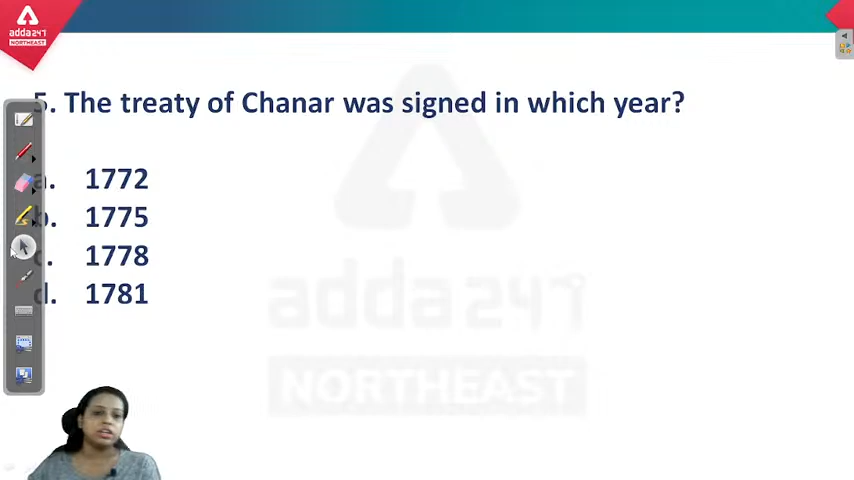 adda247
NORTHEAST
5. The treaty of Chanar was signed in which year?
a. 1772
b. 1775
c. 1778
d. 1781
adda247
NORTHEAST